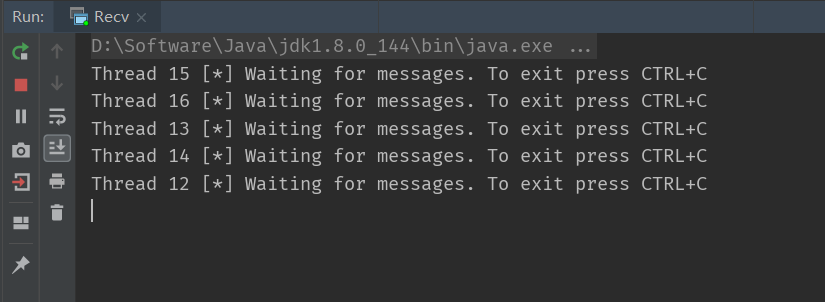 Run: Recv ×
D:\Software\Java\jdk1.8.0_144\bin\java.exe ...
Thread 15 [*] Waiting for messages. To exit press CTRL+C
Thread 16 [*] Waiting for messages. To exit press CTRL+C
Thread 13 [*] Waiting for messages. To exit press CTRL+C
Thread 14 [*] Waiting for messages. To exit press CTRL+C
Thread 12 [*] Waiting for messages. To exit press CTRL+C